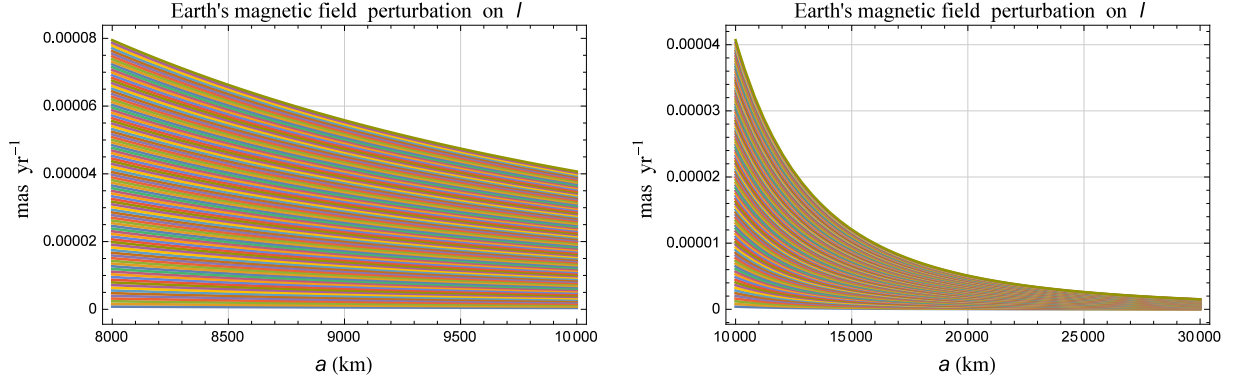 Earth's magnetic field perturbation on I
mas yr⁻¹
0.00008
0.00006
0.00004
0.00002
0
8000 8500 9000 9500 10 000
a (km)
Earth's magnetic field perturbation on I
mas yr⁻¹
0.00004
0.00003
0.00002
0.00001
0
10 000 15 000 20 000 25 000 30 000
a (km)